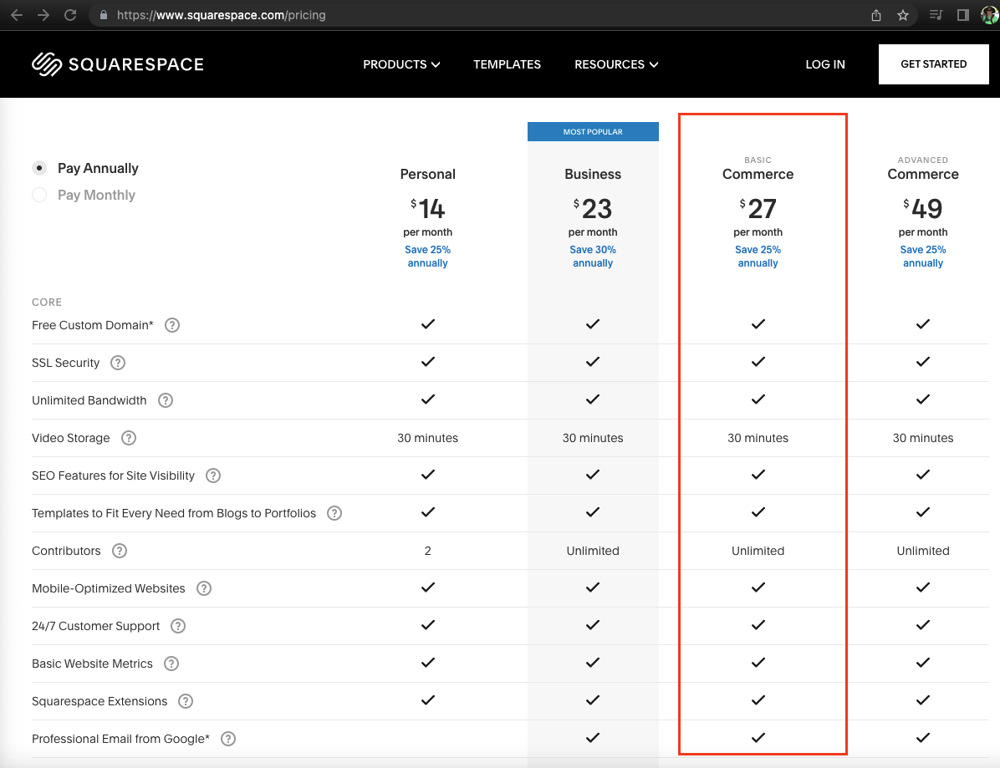 https://www.squarespace.com/pricing
SQUARESPACE PRODUCTS TEMPLATES RESOURCES LOG IN GET STARTED
MOST POPULAR
Pay Annually
Pay Monthly
Personal
$14
per month
Save 25%
annually
Business
$23
per month
Save 30%
annually
BASIC
Commerce
$27
per month
Save 25%
annually
ADVANCED
Commerce
$49
per month
Save 25%
annually
CORE
Free Custom Domain* ?
SSL Security ?
Unlimited Bandwidth ?
Video Storage ? 30 minutes 30 minutes 30 minutes 30 minutes
SEO Features for Site Visibility ?
Templates to Fit Every Need from Blogs to Portfolios ?
Contributors ? 2 Unlimited Unlimited Unlimited
Mobile-Optimized Websites ?
24/7 Customer Support ?
Basic Website Metrics ?
Squarespace Extensions ?
Professional Email from Google* ?